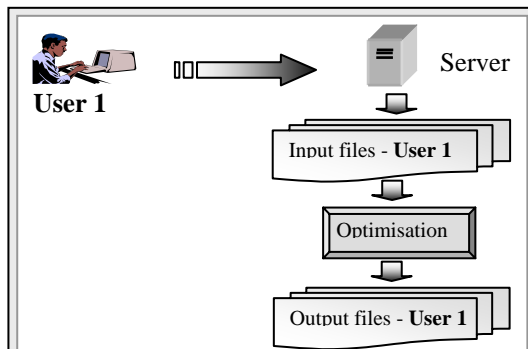 Server
User 1
Input files - User 1
Optimisation
Output files - User 1